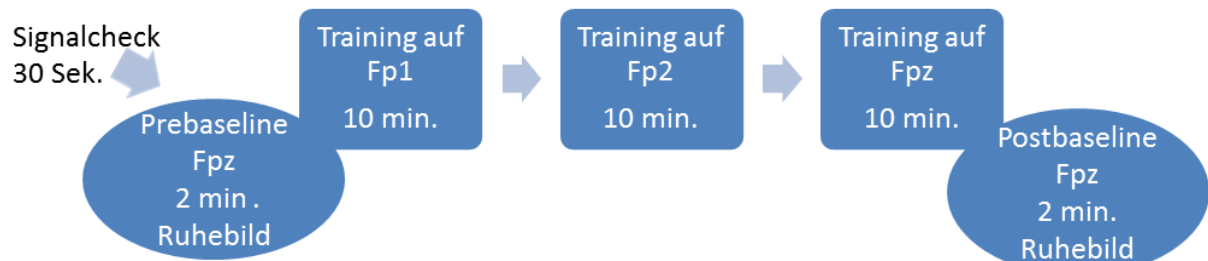 Signalcheck
30 Sek.
Prebaseline
Fpz
2 min .
Ruhebild
Training auf
Fp1
10 min.
Training auf
Fp2
10 min.
Training auf
Fpz
10 min.
Postbaseline
Fpz
2 min.
Ruhebild